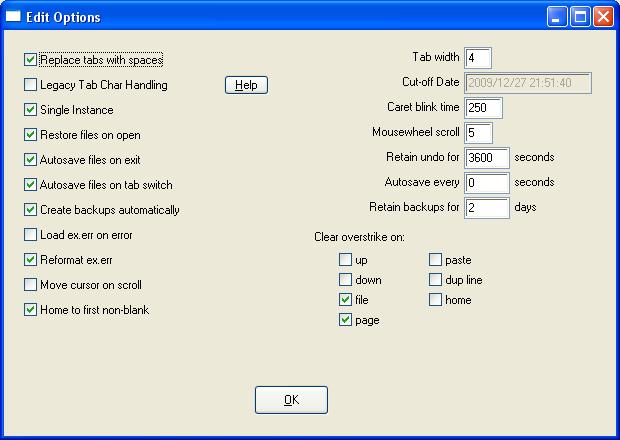 Edit Options
Replace tabs with spaces
Legacy Tab Char Handling
Help
Single Instance
Restore files on open
Autosave files on exit
Autosave files on tab switch
Create backups automatically
Load ex.err on error
Reformat ex.err
Move cursor on scroll
Home to first non-blank
Tab width 4
Cut-off Date 2009/12/27 21:51:40
Caret blink time 250
Mousewheel scroll 5
Retain undo for 3600 seconds
Autosave every 0 seconds
Retain backups for 2 days
Clear overstrike on:
up paste
down dup line
file home
page
OK